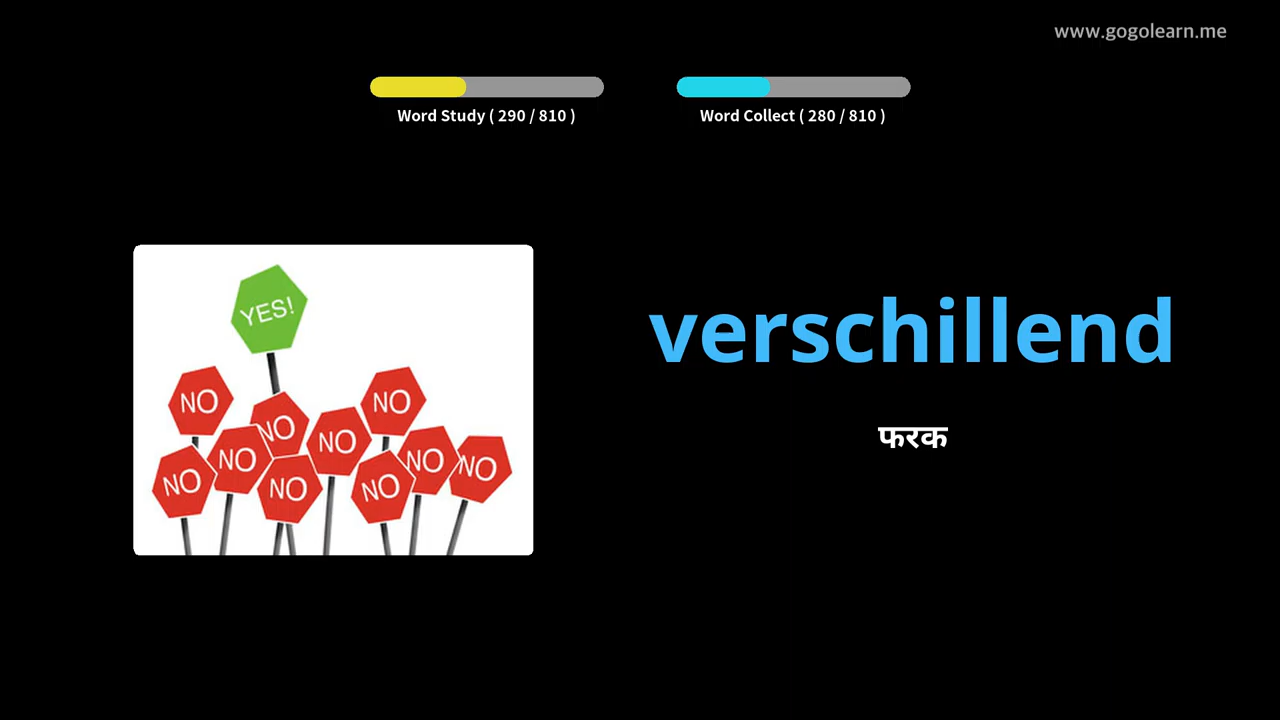 www.gogolearn.me
Word Study ( 290 / 810 )
Word Collect ( 280 / 810 )
YES!
NO
NO
NO
NO
NO
NO
NO
NO
NO
NO
verschillend
फरक